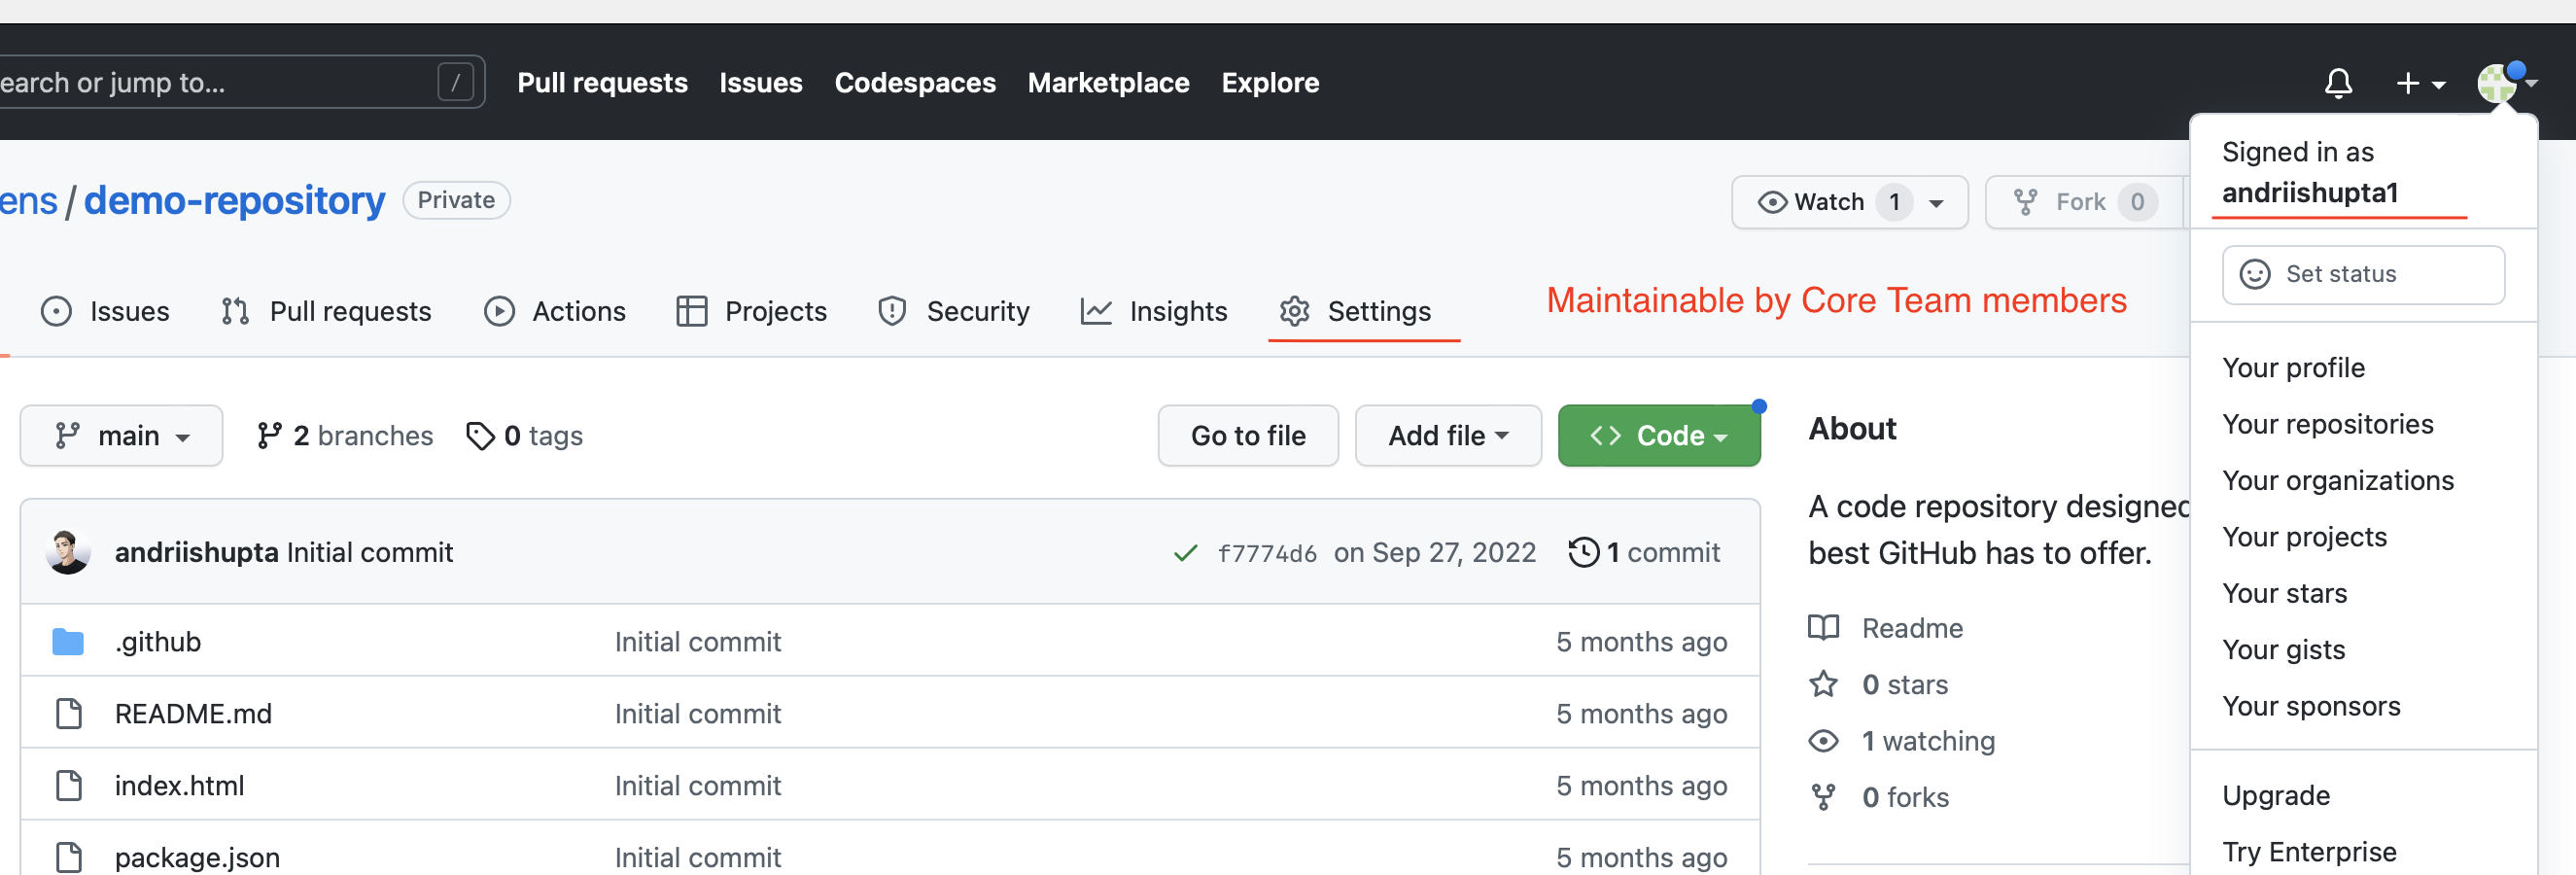 earch or jump to... /
Pull requests Issues Codespaces Marketplace Explore
ens / demo-repository Private
Watch 1
Fork 0
Issues Pull requests Actions Projects Security Insights Settings
Maintainable by Core Team members
main 2 branches 0 tags
Go to file Add file Code
andriishupta Initial commit f7774d6 on Sep 27, 2022 1 commit
.github Initial commit 5 months ago
README.md Initial commit 5 months ago
index.html Initial commit 5 months ago
package.json Initial commit 5 months ago
About
A code repository designed
best GitHub has to offer.
Readme
0 stars
1 watching
0 forks
Signed in as
andriishupta1
Set status
Your profile
Your repositories
Your organizations
Your projects
Your stars
Your gists
Your sponsors
Upgrade
Try Enterprise